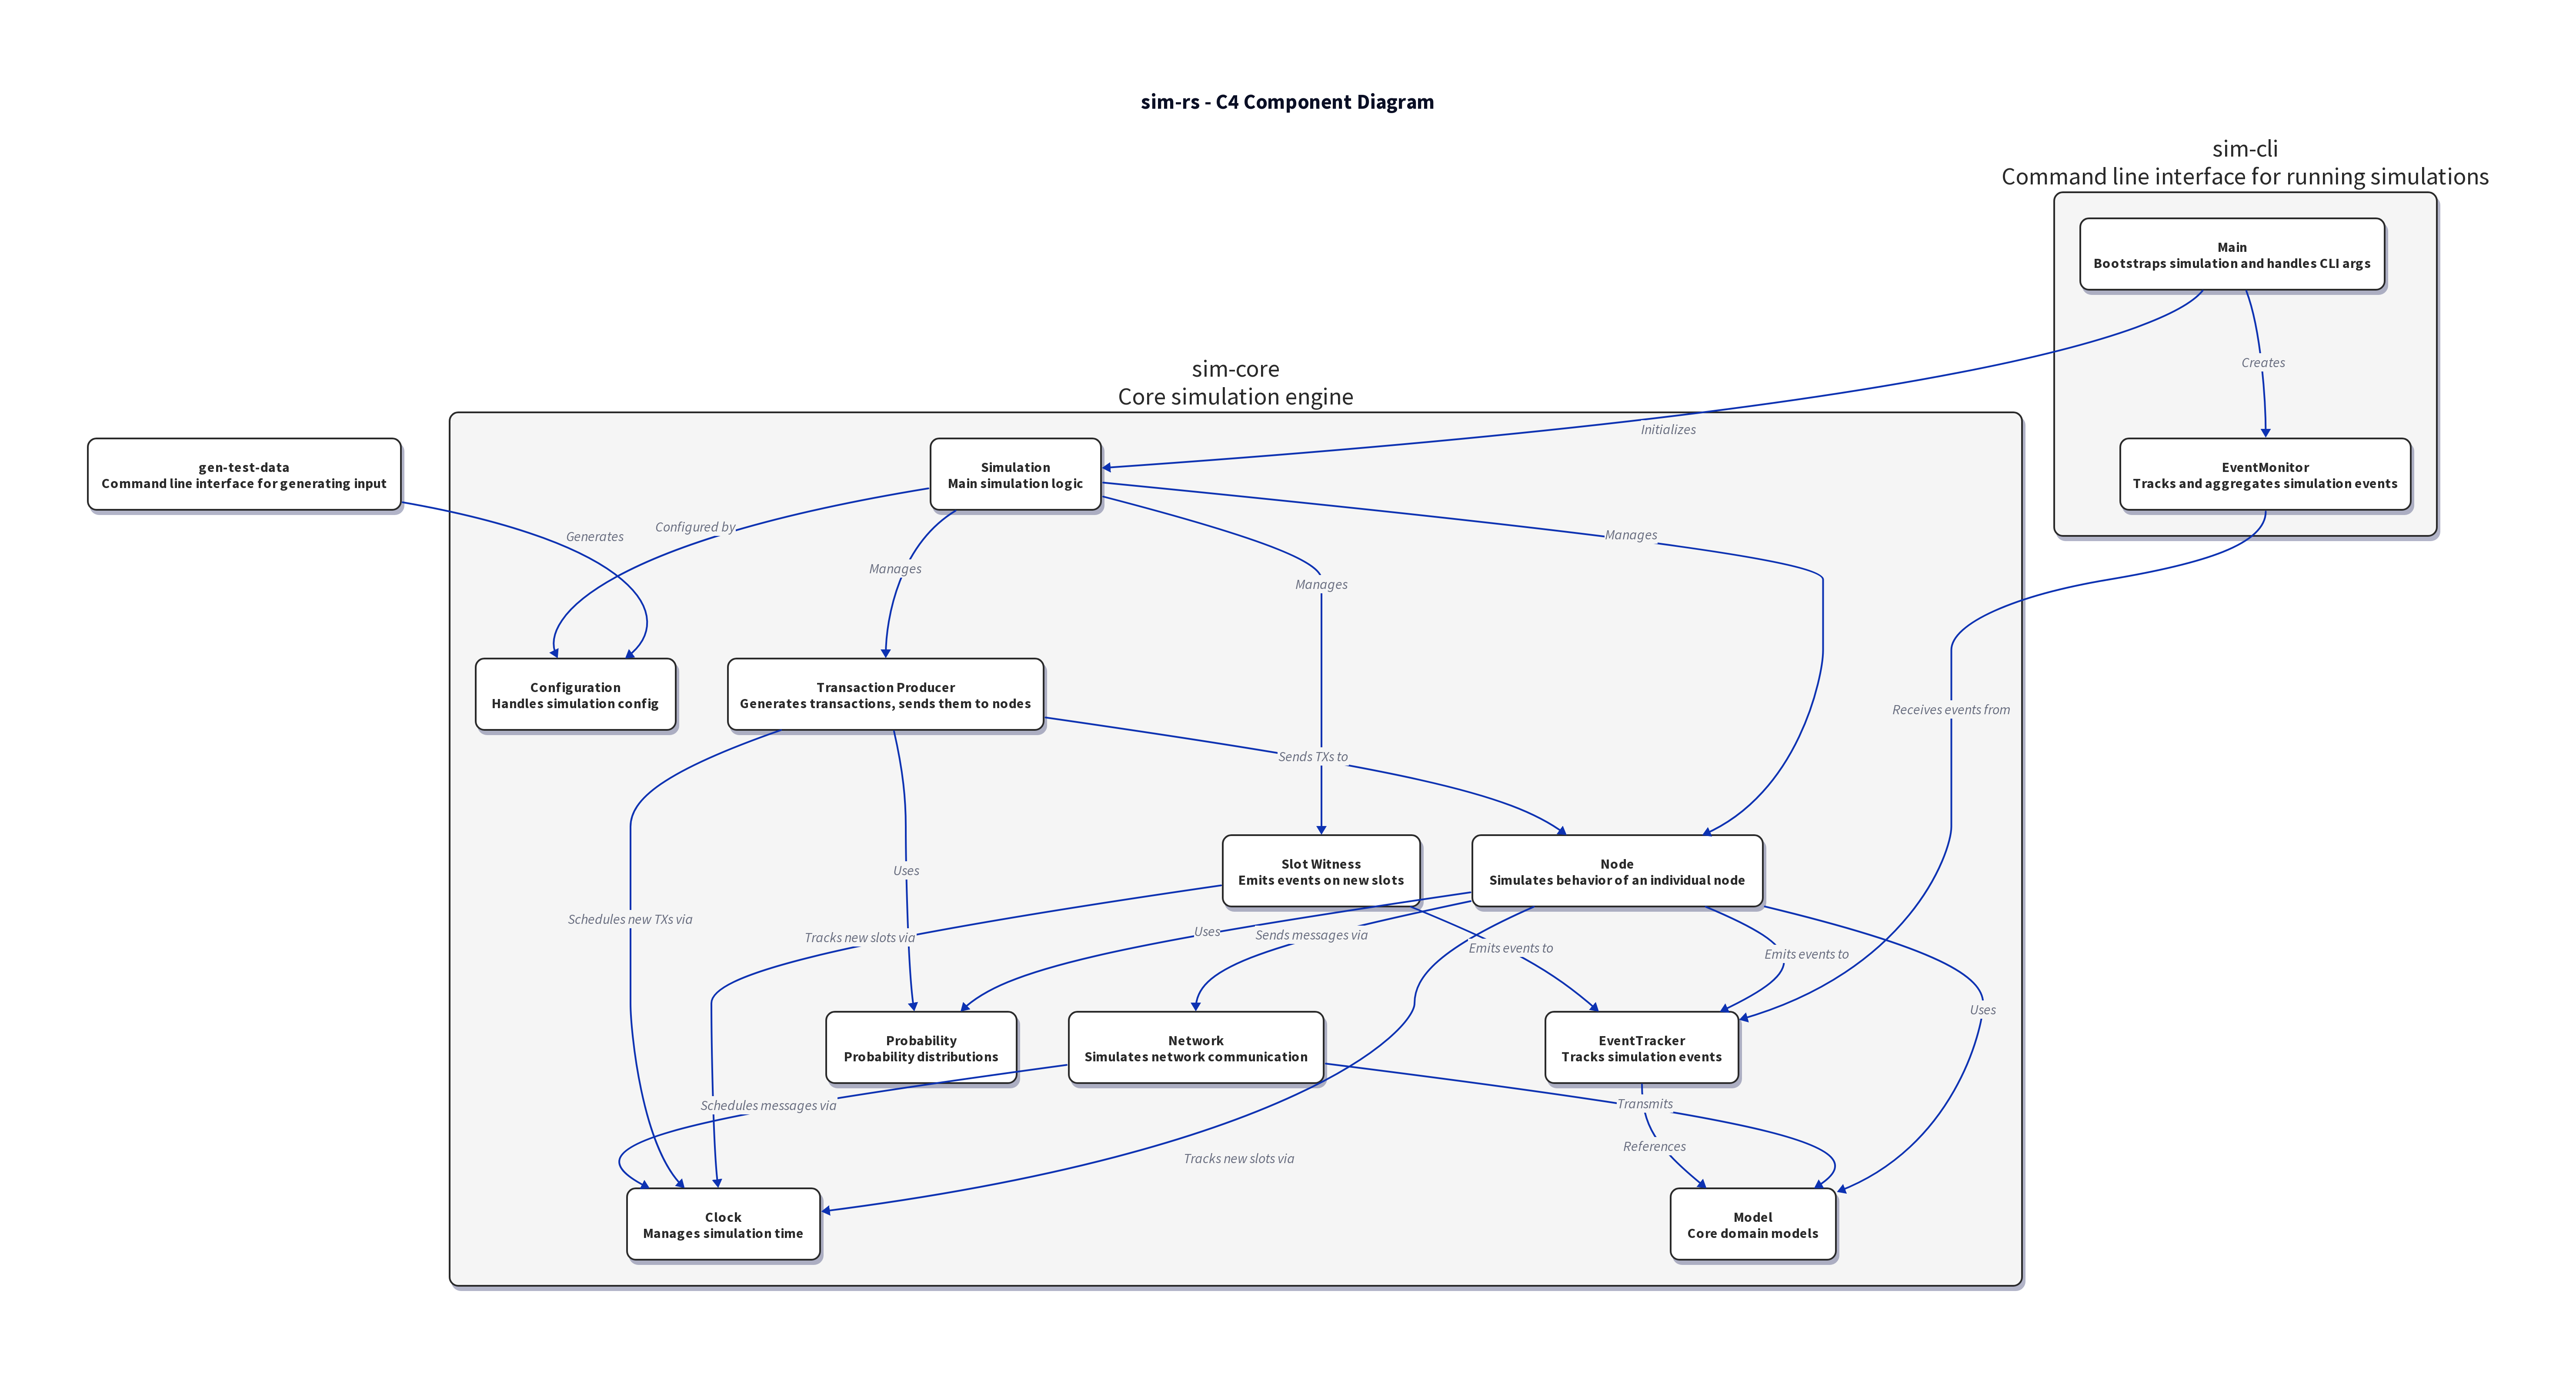 sim-rs - C4 Component Diagram
sim-cli
Command line interface for running simulations
Main
Bootstraps simulation and handles CLI args
Creates
sim-core
Core simulation engine
Initializes
gen-test-data
Command line interface for generating input
Simulation
Main simulation logic
EventMonitor
Tracks and aggregates simulation events
Generates
Configured by
Manages
Manages
Manages
Configuration
Handles simulation config
Transaction Producer
Generates transactions, sends them to nodes
Receives events from
Sends TXs to
Uses
Slot Witness
Emits events on new slots
Node
Simulates behavior of an individual node
Schedules new TXs via
Tracks new slots via
Uses
Sends messages via
Emits events to
Emits events to
Uses
Probability
Probability distributions
Network
Simulates network communication
EventTracker
Tracks simulation events
Schedules messages via
Transmits
References
Tracks new slots via
Clock
Manages simulation time
Model
Core domain models